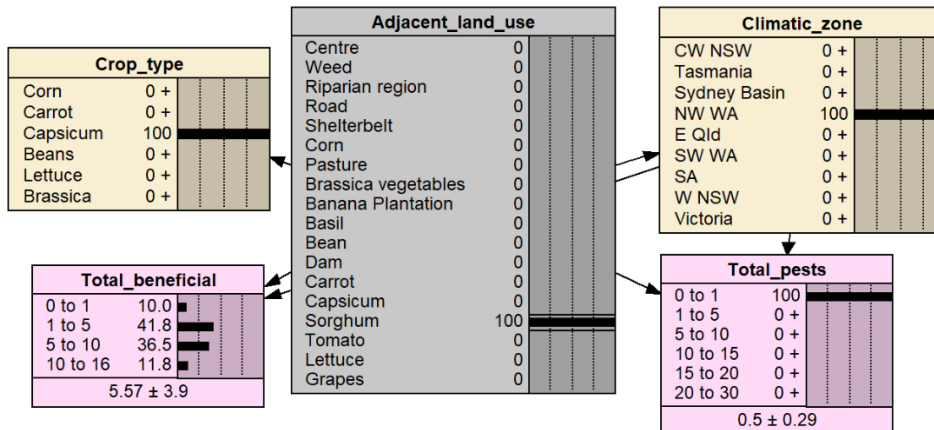 Crop_type
Corn 0 +
Carrot 0 +
Capsicum 100
Beans 0 +
Lettuce 0 +
Brassica 0 +
Adjacent_land_use
Centre 0
Weed 0
Riparian region 0
Road 0
Shelterbelt 0
Corn 0
Pasture 0
Brassica vegetables 0
Banana Plantation 0
Basil 0
Bean 0
Dam 0
Carrot 0
Capsicum 0
Sorghum 100
Tomato 0
Lettuce 0
Grapes 0
Climatic_zone
CW NSW 0 +
Tasmania 0 +
Sydney Basin 0 +
NW WA 100
E Qld 0 +
SW WA 0 +
SA 0 +
W NSW 0 +
Victoria 0 +
Total_beneficial
0 to 1 10.0
1 to 5 41.8
5 to 10 36.5
10 to 16 11.8
5.57 ± 3.9
Total_pests
0 to 1 100
1 to 5 0 +
5 to 10 0 +
10 to 15 0 +
15 to 20 0 +
20 to 30 0 +
0.5 ± 0.29